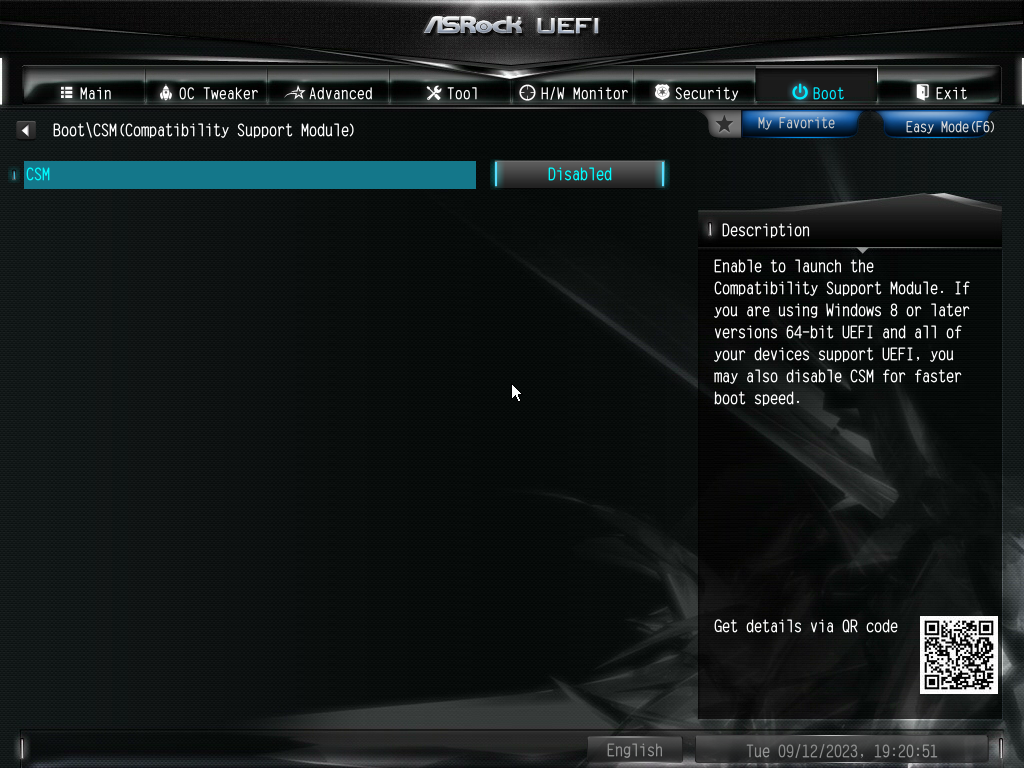 ASRock UEFI
Main
OC Tweaker
Advanced
Tool
H/W Monitor
Security
Boot
Exit
Boot\CSM(Compatibility Support Module)
My Favorite
Easy Mode(F6)
CSM
Disabled
Description
Enable to launch the
Compatibility Support Module. If
you are using Windows 8 or later
versions 64-bit UEFI and all of
your devices support UEFI, you
may also disable CSM for faster
boot speed.
Get details via QR code
English
Tue 09/12/2023, 19:20:51